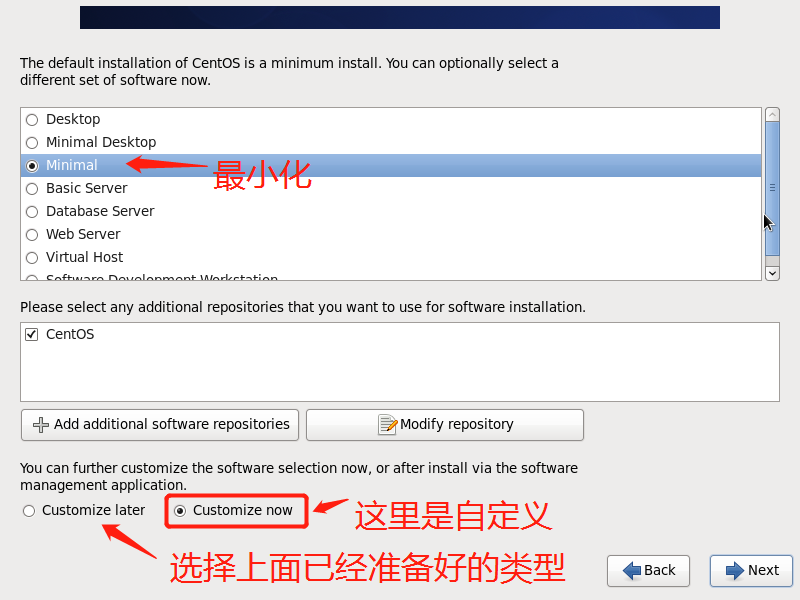 The default installation of CentOS is a minimum install. You can optionally select a
different set of software now.
Desktop
Minimal Desktop
Minimal
最小化
Basic Server
Database Server
Web Server
Virtual Host
Software Development Workstation
Please select any additional repositories that you want to use for software installation.
CentOS
Add additional software repositories
Modify repository
You can further customize the software selection now, or after install via the software
management application.
Customize later
Customize now
这里是自定义
选择上面已经准备好的类型
Back
Next